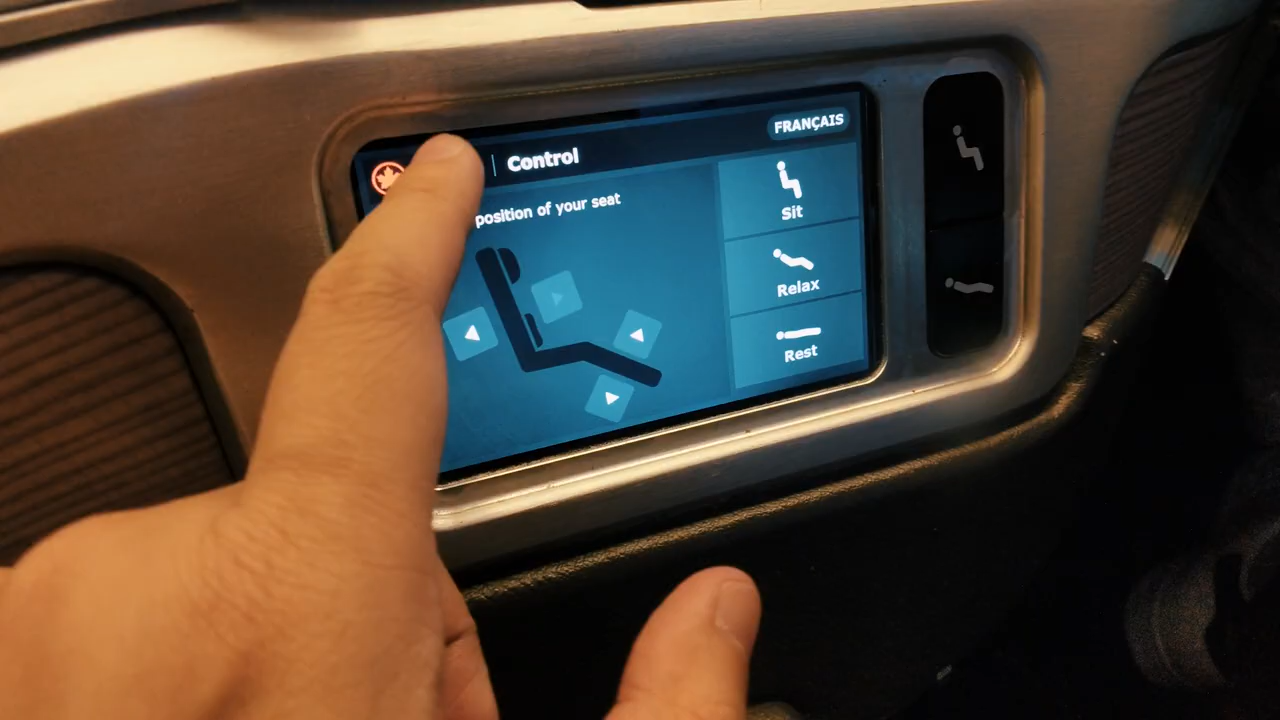 Control
FRANÇAIS
position of your seat
Sit
Relax
Rest